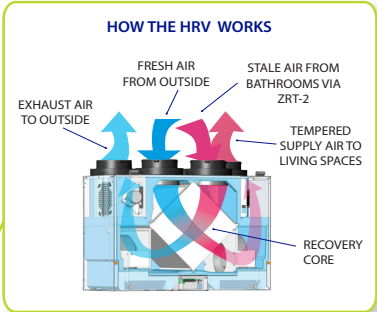 HOW THE HRV WORKS
FRESH AIR
FROM OUTSIDE
STALE AIR FROM
BATHROOMS VIA
ZRT-2
EXHAUST AIR
TO OUTSIDE
TEMPERED
SUPPLY AIR TO
LIVING SPACES
RECOVERY
CORE